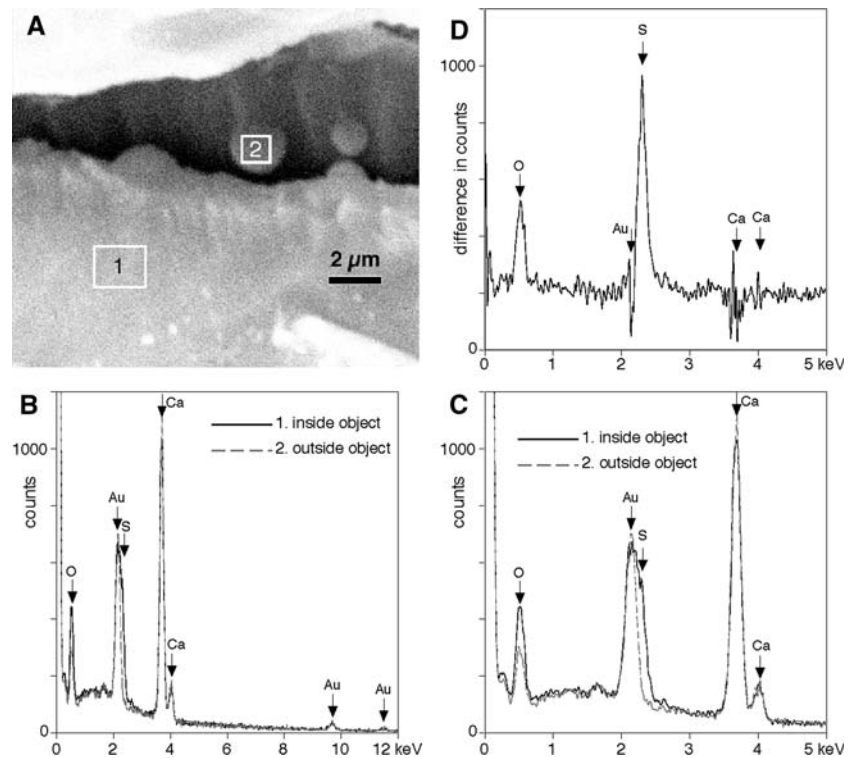 A
2
1
2 µm
D
S
1000
O
Au
Ca
Ca
difference in counts
0
0
1
2
3
4
5 keV
B
Ca
1. inside object
2. outside object
1000
Au
S
counts
O
Ca
Au
Au
0
0
2
4
6
8
10
12 keV
C
Ca
1. inside object
2. outside object
1000
Au
S
counts
O
Ca
0
0
1
2
3
4
5 keV